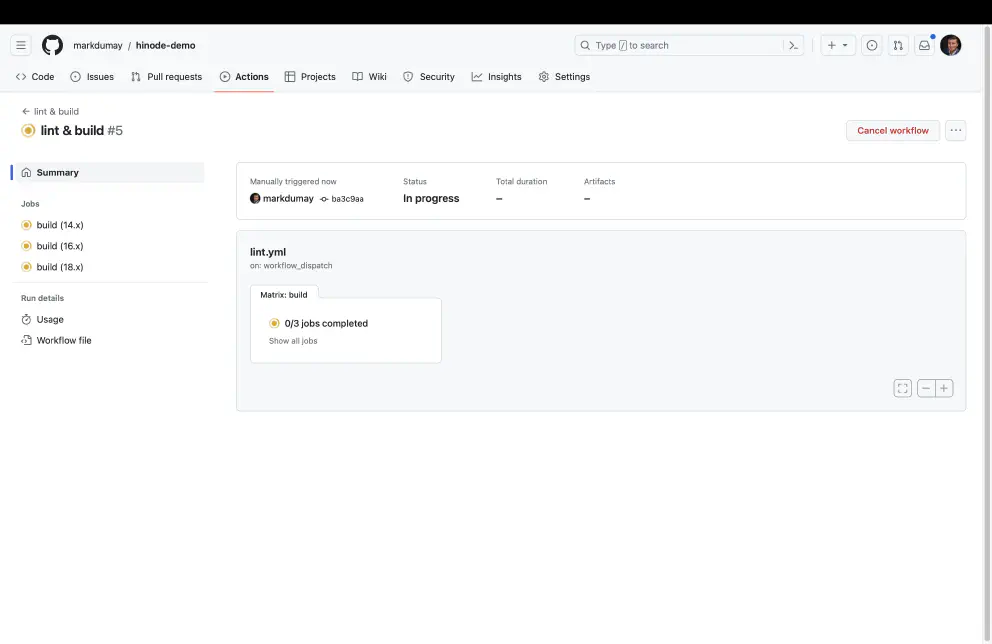 markdumay / hinode-demo
Type / to search
Code
Issues
Pull requests
Actions
Projects
Wiki
Security
Insights
Settings
lint & build
lint & build #5
Cancel workflow
Summary
Jobs
build (14.x)
build (16.x)
build (18.x)
Run details
Usage
Workflow file
Manually triggered now
markdumay ba3c9aa
Status
In progress
Total duration
–
Artifacts
–
lint.yml
on: workflow_dispatch
Matrix: build
0/3 jobs completed
Show all jobs